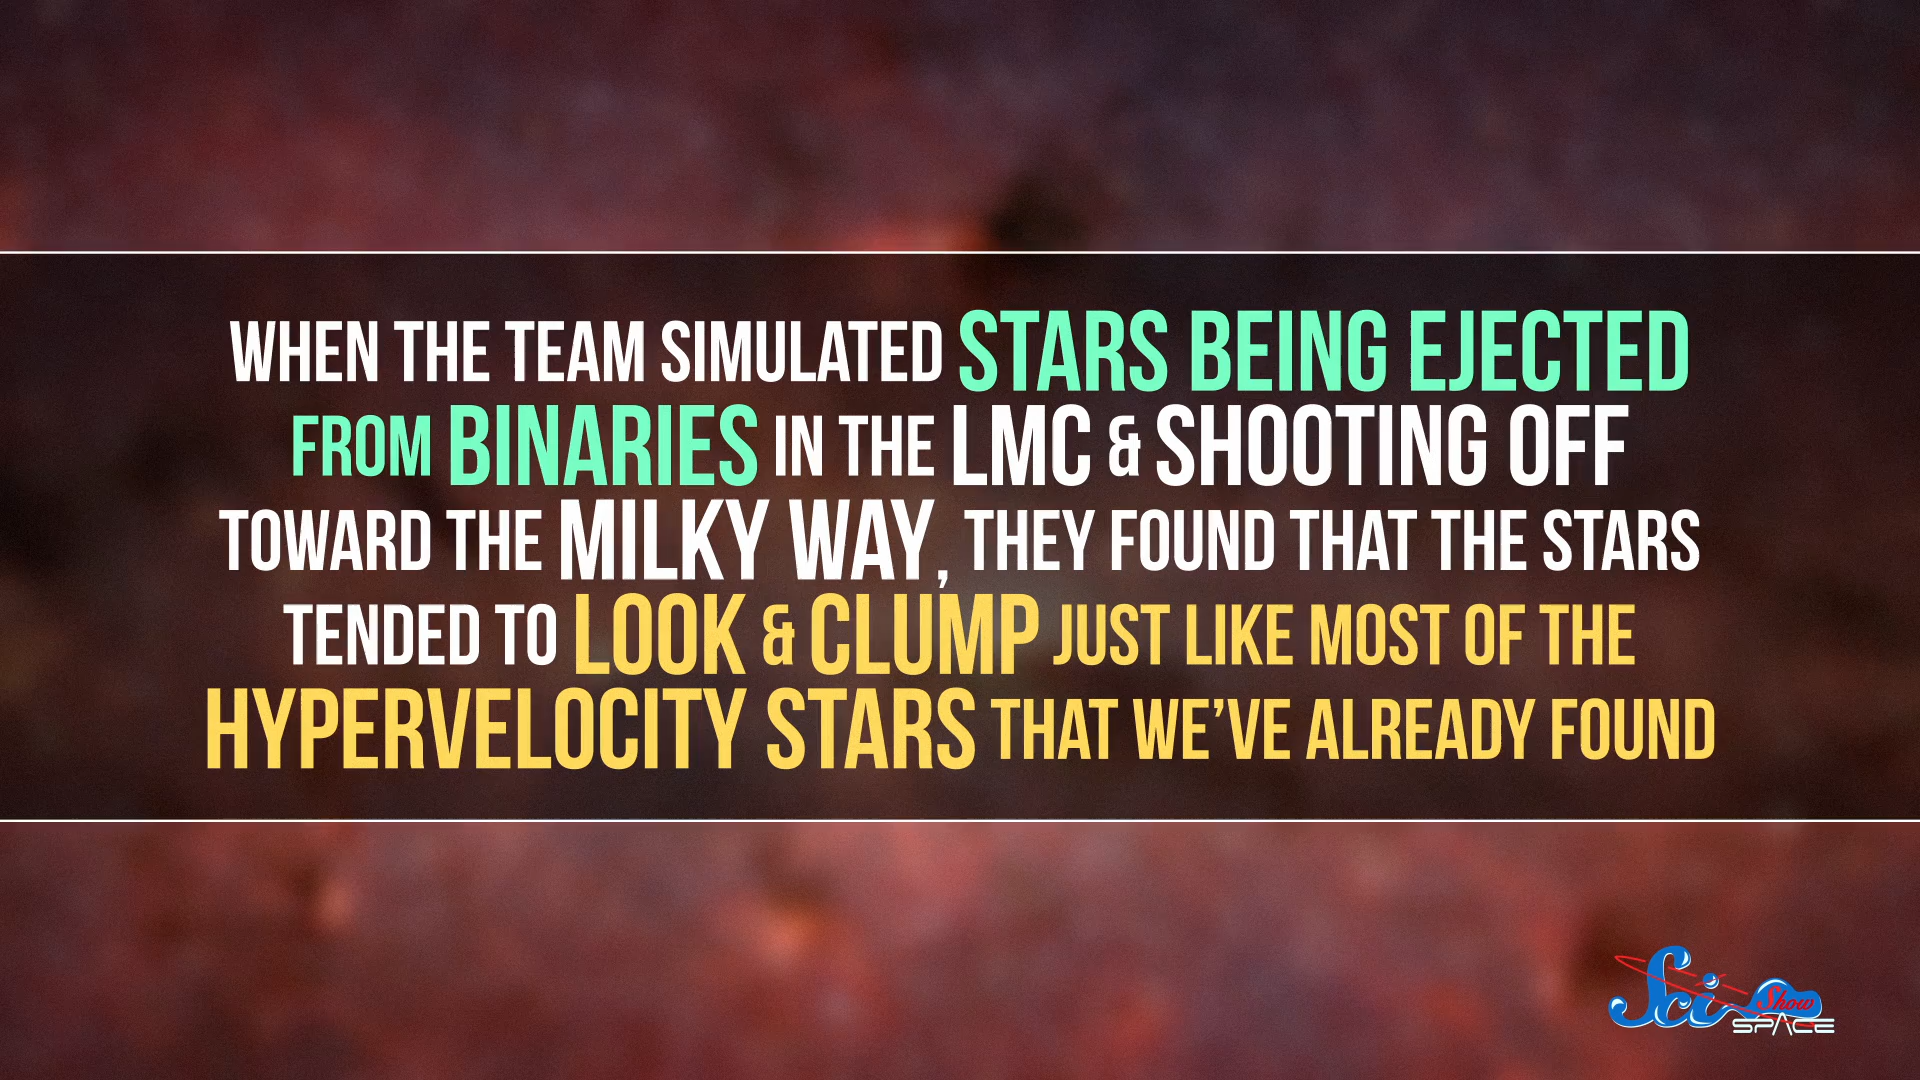 WHEN THE TEAM SIMULATED STARS BEING EJECTED
FROM BINARIES IN THE LMC & SHOOTING OFF
TOWARD THE MILKY WAY, THEY FOUND THAT THE STARS
TENDED TO LOOK & CLUMP JUST LIKE MOST OF THE
HYPERVELOCITY STARS THAT WE'VE ALREADY FOUND
Sci Show
SPACE